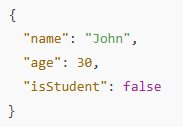 {
  "name": "John",
  "age": 30,
  "isStudent": false
}